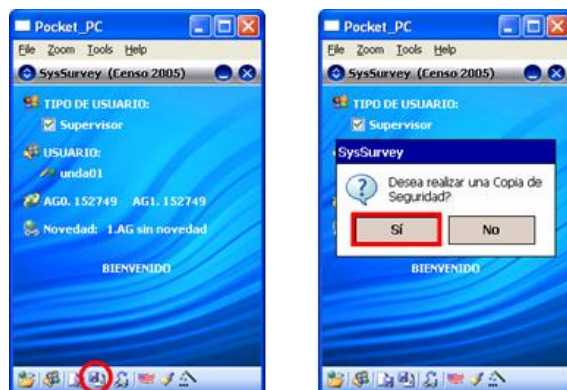 Pocket_PC
File Zoom Tools Help
SysSurvey (Censo 2005)
TIPO DE USUARIO:
Supervisor
USUARIO:
unda01
AG0. 152749 AG1. 152749
Novedad: 1.AG sin novedad
BIENVENIDO
Pocket_PC
File Zoom Tools Help
SysSurvey (Censo 2005)
TIPO DE USUARIO:
Supervisor
SysSurvey
Desea realizar una Copia de
Seguridad?
Sí No
BIENVENIDO